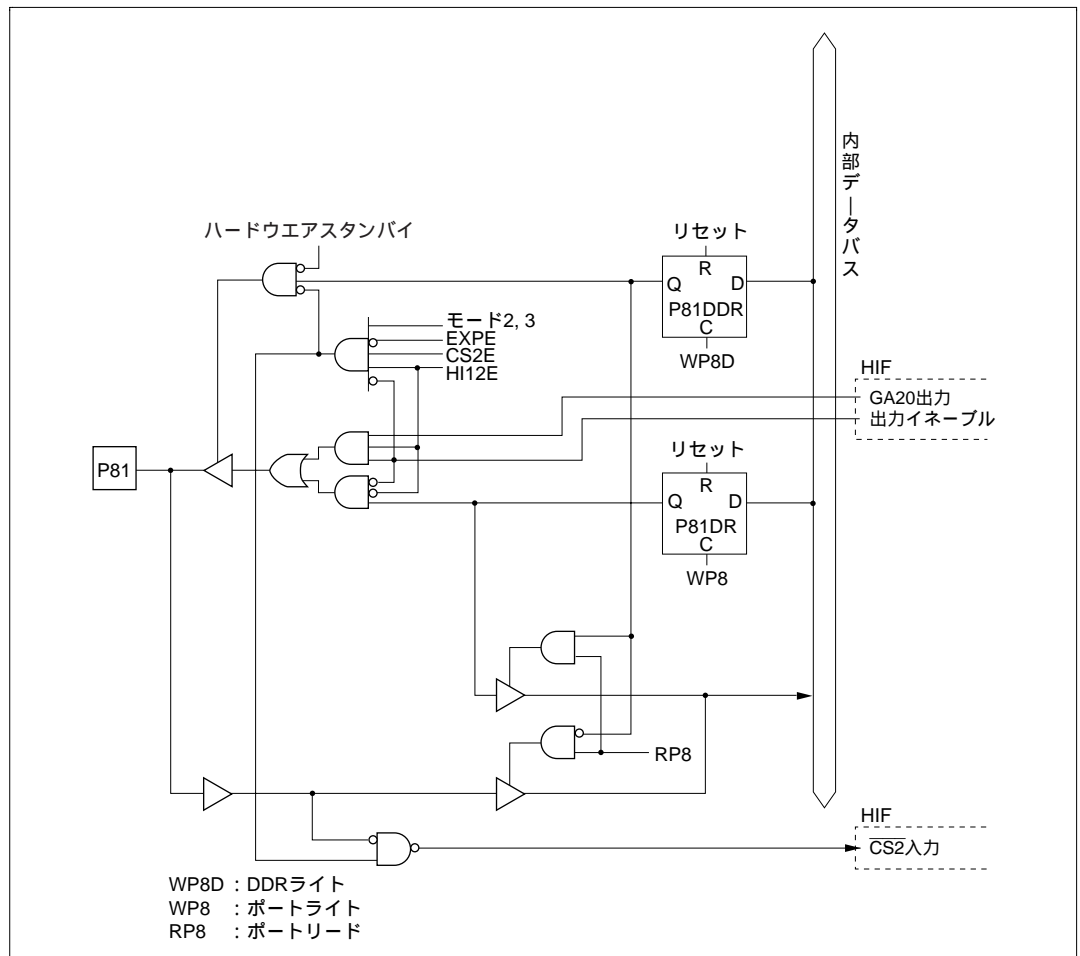 内部データバス
ハードウエアスタンバイ
リセット
R
Q
D
P81DDR
C
WP8D
モード2, 3
EXPE
CS2E
HI12E
HIF
GA20出力
出力イネーブル
リセット
R
Q
D
P81DR
C
WP8
P81
RP8
HIF
CS2入力
WP8D : DDRライト
WP8 : ポートライト
RP8 : ポートリード